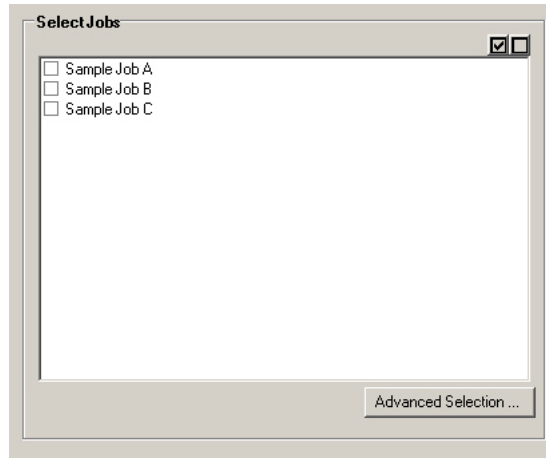 Select Jobs
Sample Job A
Sample Job B
Sample Job C
Advanced Selection ...